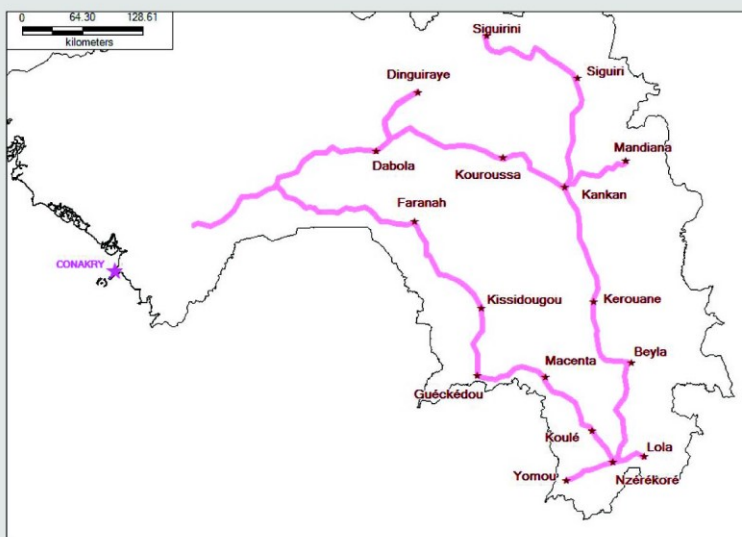 0 64.30 128.61
kilometers
Siguirini
Siguiri
Dinguiraye
Mandiana
Dabola
Kouroussa
Kankan
Faranah
CONAKRY
Kissidougou
Kerouane
Macenta
Beyla
Guéckédou
Koulé
Lola
Yomou
Nzérékoré